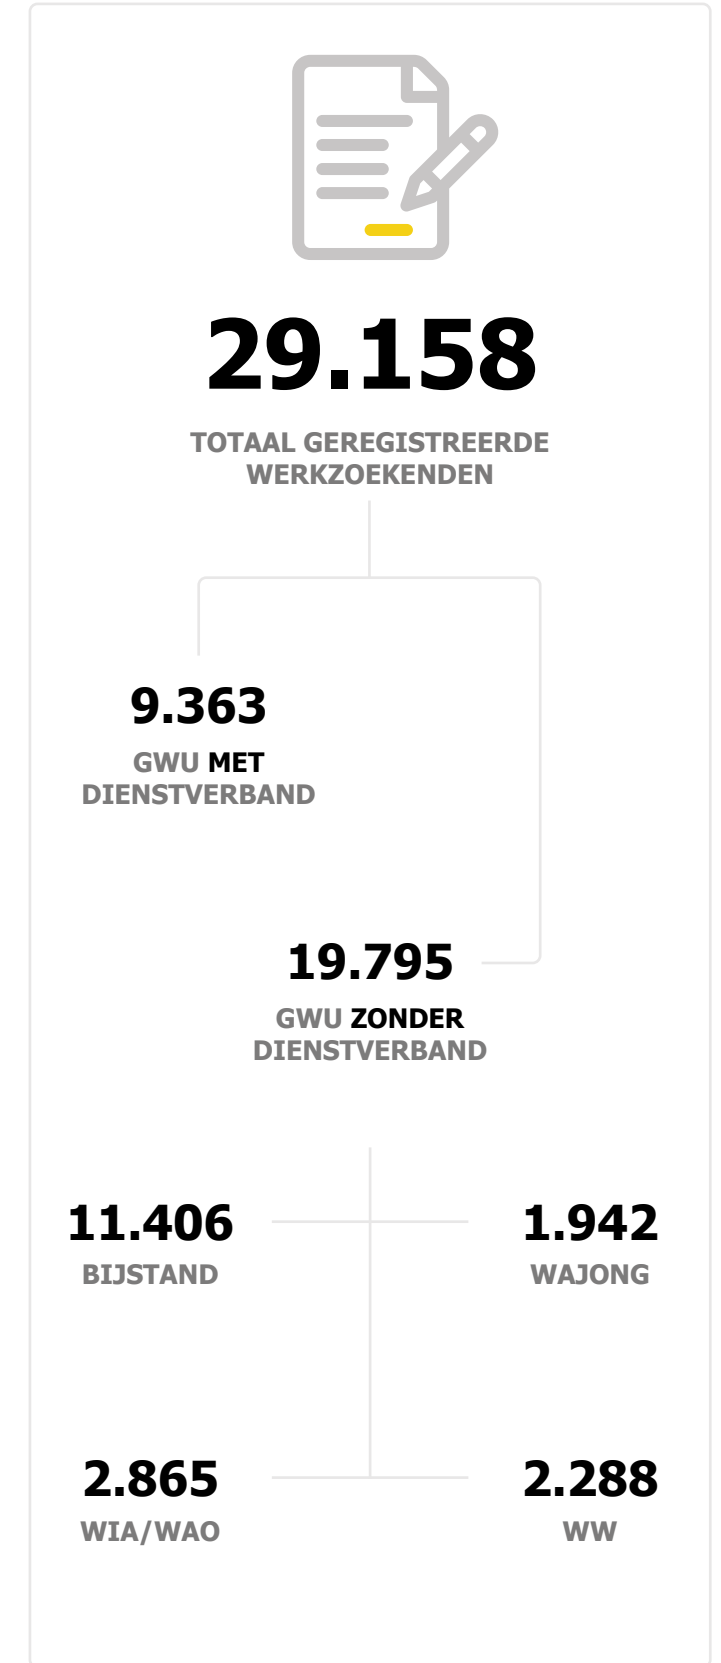 29.158
TOTAAL GEREGISTREERDE
WERKZOEKENDEN
9.363
GWU MET
DIENSTVERBAND
19.795
GWU ZONDER
DIENSTVERBAND
11.406
BIJSTAND
1.942
WAJONG
2.865
WIA/WAO
2.288
WW